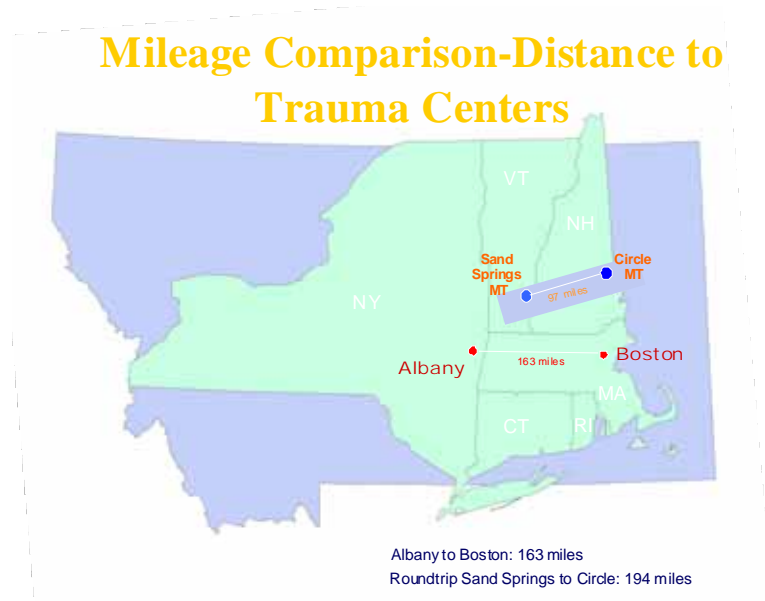 Mileage Comparison-Distance to
Trauma Centers
VT
NH
Sand
Springs
MT
Circle
MT
97 miles
NY
Albany
163 miles
Boston
MA
CT
RI
Albany to Boston: 163 miles
Roundtrip Sand Springs to Circle: 194 miles